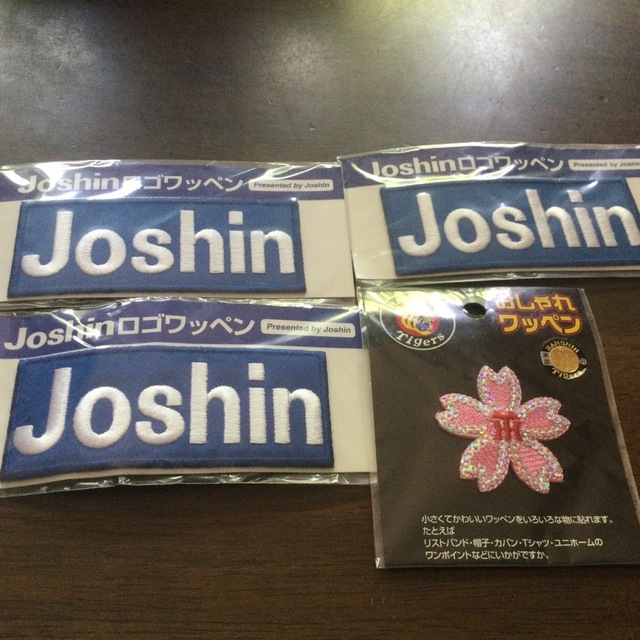 Joshinロゴワッペン Presented by Joshin
Joshin
Joshinロゴワッペン Presented by Joshin
Joshin
Joshinロゴワッペン Presented by Joshin
Joshin
Tigers
おしゃれ
ワッペン
HANSHIN
Tigers
小さくてかわいいワッペンをいろいろな物に貼れます。
たとえば
リストバンド・帽子・カバン・Tシャツ・ユニホームの
ワンポイントなどにいかがですか。